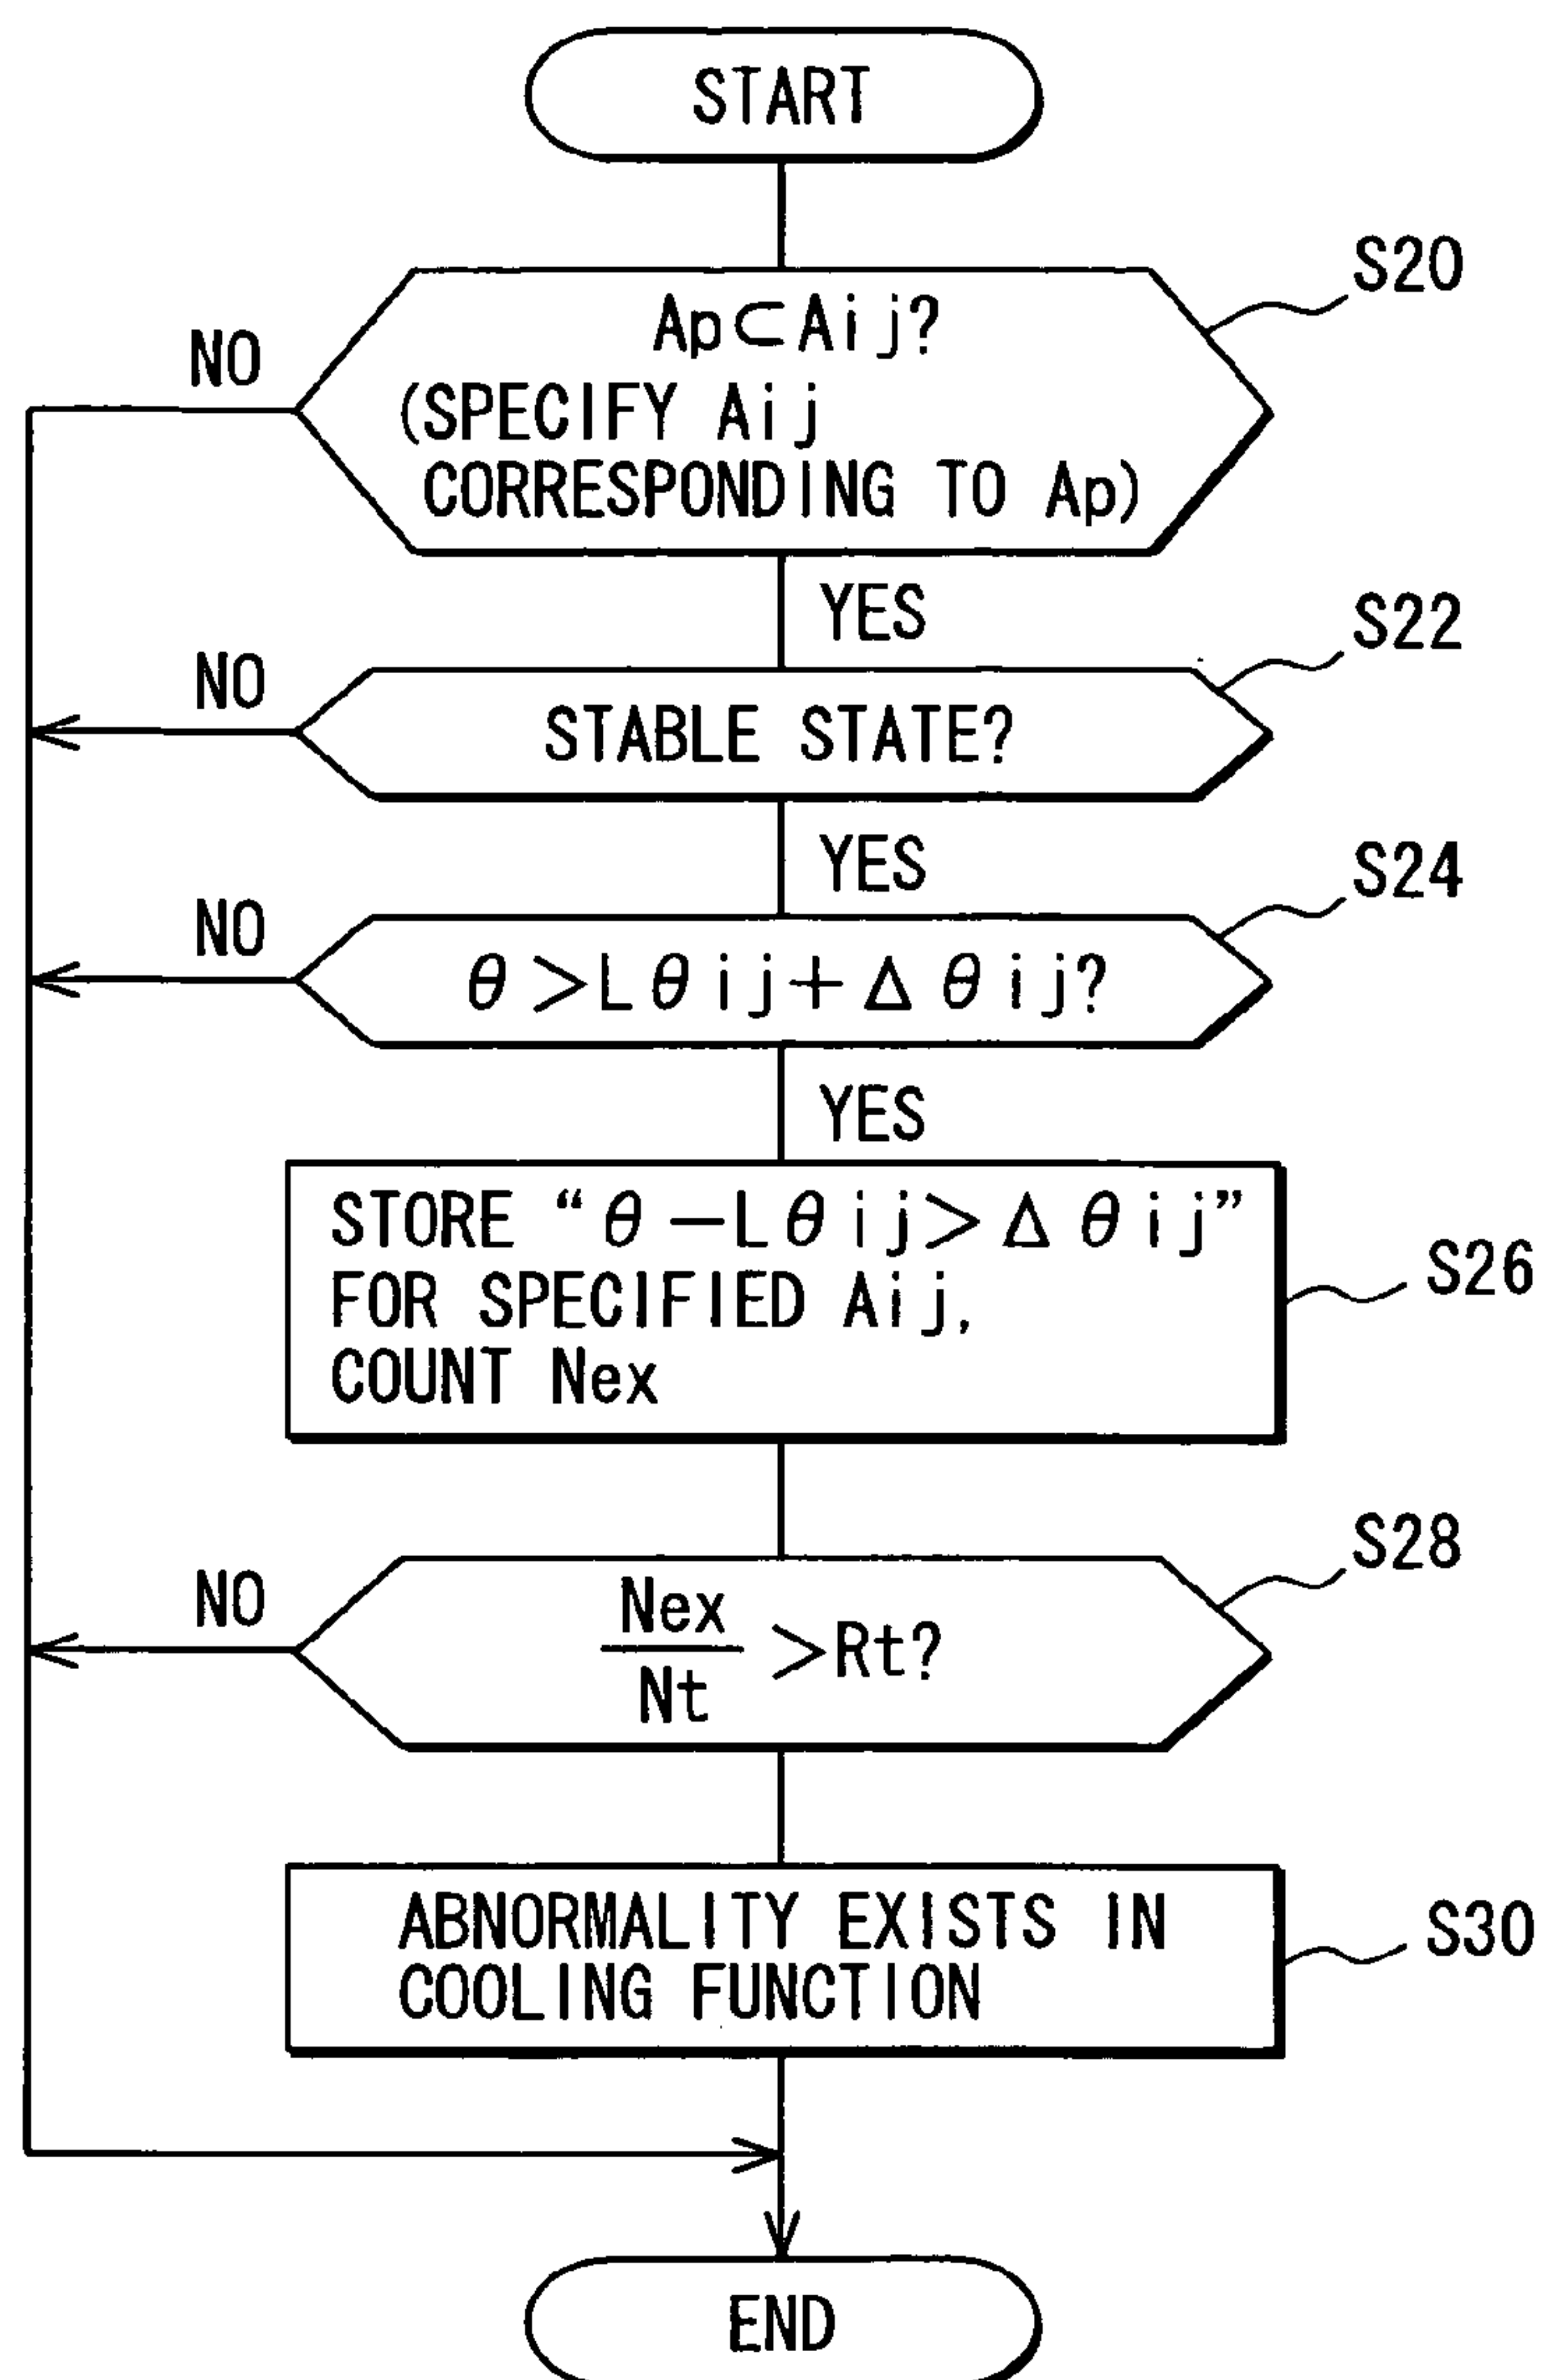 START
S20
Ap⊂Aij?
NO
(SPECIFY Aij
CORRESPONDING TO Ap)
YES
S22
NO
STABLE STATE?
YES
S24
NO
θ>Lθij+Δθij?
YES
STORE “θ−Lθij>Δθij”
FOR SPECIFIED Aij,
COUNT Nex
S26
S28
NO
Nex
Nt
>Rt?
ABNORMALITY EXISTS IN
COOLING FUNCTION
S30
END